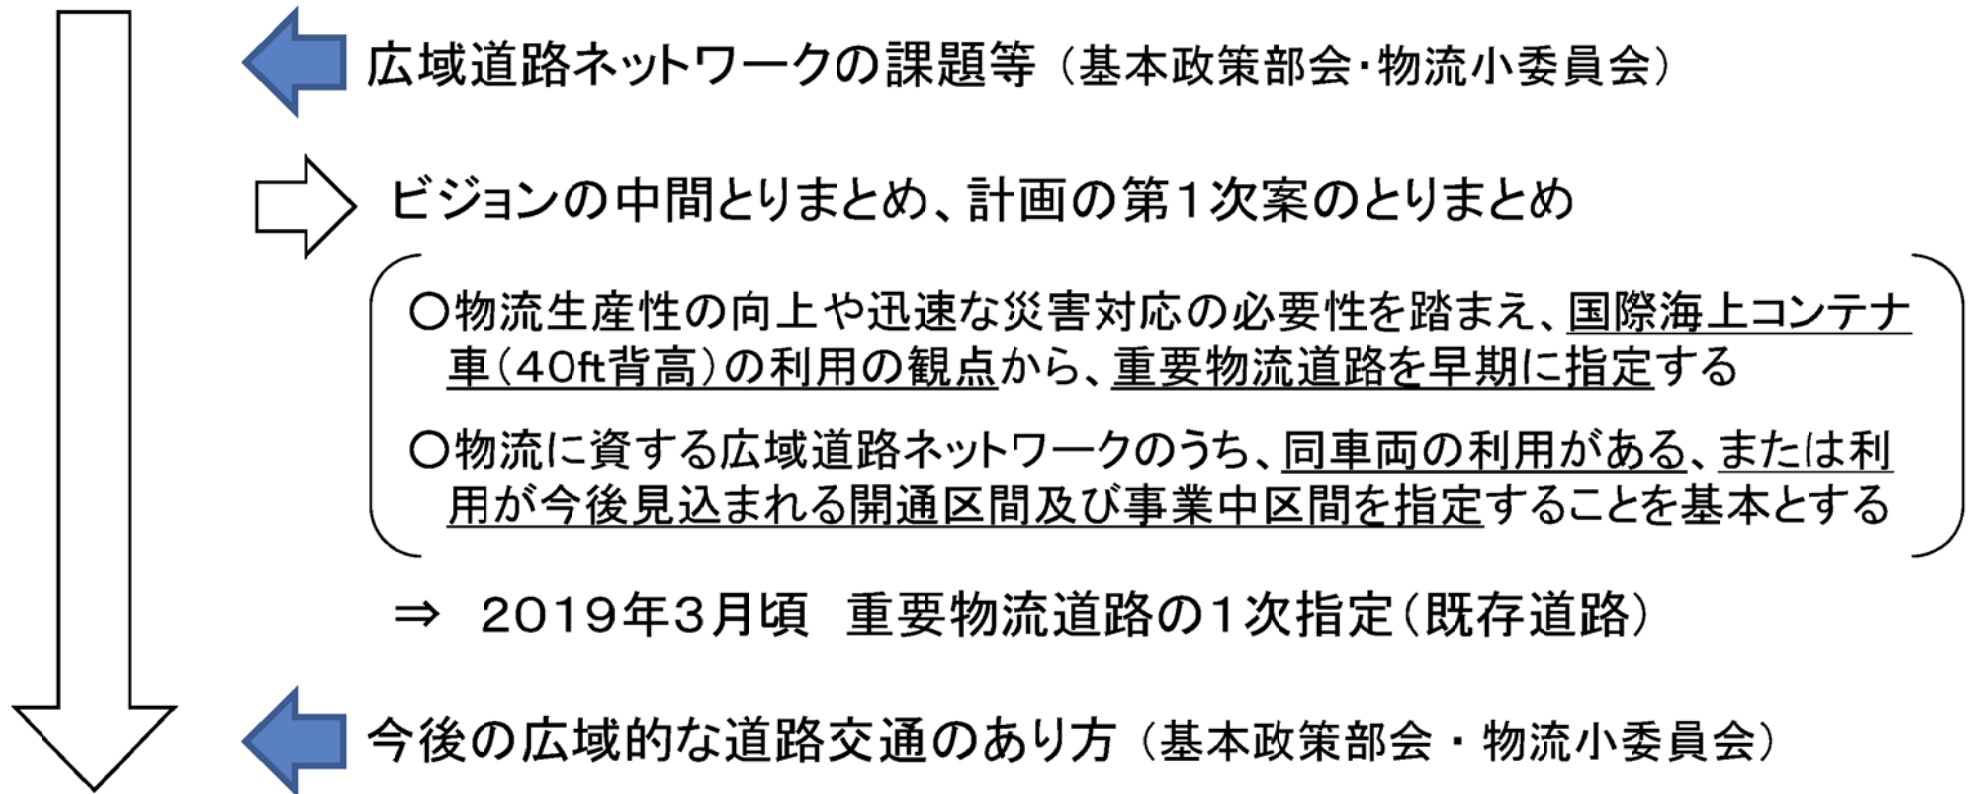 広域道路ネットワークの課題等（基本政策部会・物流小委員会）
ビジョンの中間とりまとめ、計画の第１次案のとりまとめ
○物流生産性の向上や迅速な災害対応の必要性を踏まえ、国際海上コンテナ
車（４０ft背高）の利用の観点から、重要物流道路を早期に指定する
○物流に資する広域道路ネットワークのうち、同車両の利用がある、または利
用が今後見込まれる開通区間及び事業中区間を指定することを基本とする
⇒　２０１９年３月頃　重要物流道路の１次指定（既存道路）
今後の広域的な道路交通のあり方（基本政策部会・物流小委員会）